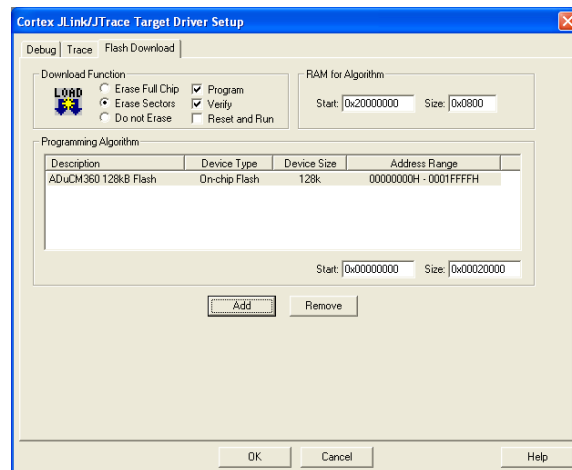 Cortex JLink/JTrace Target Driver Setup
Debug Trace Flash Download
Download Function
LOAD
Erase Full Chip
Erase Sectors
Do not Erase
Program
Verify
Reset and Run
RAM for Algorithm
Start: 0x20000000 Size: 0x0800
Programming Algorithm
Description Device Type Device Size Address Range
ADuCM360 128kB Flash On-chip Flash 128k 00000000H - 0001FFFFH
Start: 0x00000000 Size: 0x00020000
Add Remove
OK Cancel Help